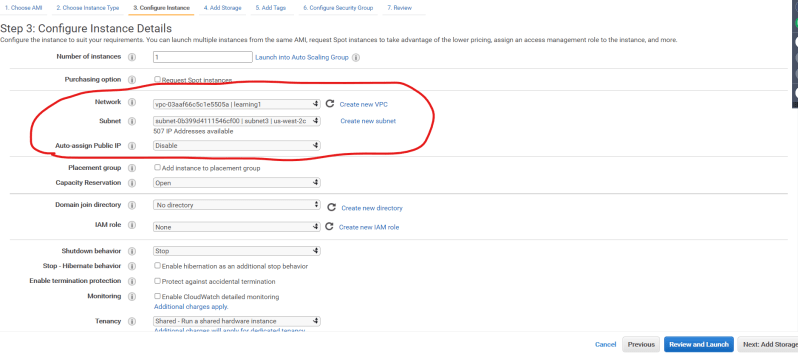 1. Choose AMI 2. Choose Instance Type 3. Configure Instance 4. Add Storage 5. Add Tags 6. Configure Security Group 7. Review
Step 3: Configure Instance Details
Configure the instance to suit your requirements. You can launch multiple instances from the same AMI, request Spot instances to take advantage of the lower pricing, assign an access management role to the instance, and more.
Number of instances 1 Launch into Auto Scaling Group
Purchasing option Request Spot instances
Network vpc-03aaf66c5c1e5505a | learning1 Create new VPC
Subnet subnet-0b399d4111546cf00 | subnet3 | us-west-2c Create new subnet
507 IP Addresses available
Auto-assign Public IP Disable
Placement group Add instance to placement group
Capacity Reservation Open
Domain join directory No directory Create new directory
IAM role None Create new IAM role
Shutdown behavior Stop
Stop - Hibernate behavior Enable hibernation as an additional stop behavior
Enable termination protection Protect against accidental termination
Monitoring Enable CloudWatch detailed monitoring
Additional charges apply.
Tenancy Shared - Run a shared hardware instance
Additional charges will apply for dedicated tenancy.
Cancel Previous Review and Launch Next: Add Storage